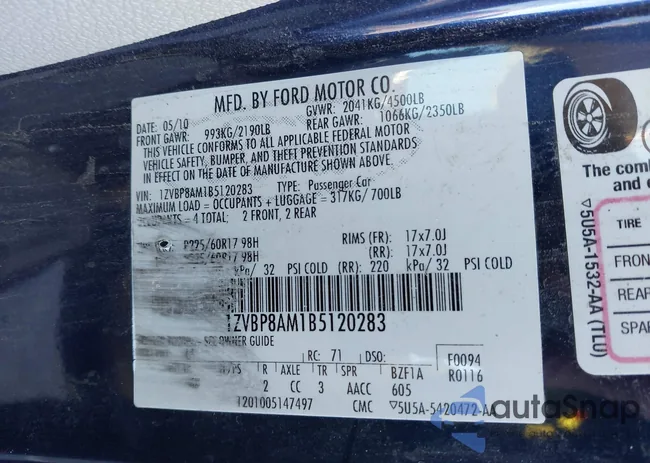 MFD. BY FORD MOTOR CO.
DATE: 05/10 GVWR: 2041KG/4500LB
FRONT GAWR: 993KG/2190LB REAR GAWR: 1066KG/2350LB
THIS VEHICLE CONFORMS TO ALL APPLICABLE FEDERAL MOTOR
VEHICLE SAFETY, BUMPER, AND THEFT PREVENTION STANDARDS
IN EFFECT ON THE DATE OF MANUFACTURE SHOWN ABOVE.
VIN: 1ZVBP8AM1B5120283 TYPE: Passenger Car
MAXIMUM LOAD = OCCUPANTS + LUGGAGE = 317KG/ 700LB
4 TOTAL; 2 FRONT, 2 REAR
P225/60R17 98H RIMS (FR): 17x7.0J
98H (RR): 17x7.0J
kPa/ 32 PSI COLD (RR): 220 kPa/ 32 PSI COLD
1ZVBP8AM1B5120283
OWNER GUIDE
RC: 71 DSO: F0094
R AXLE TR SPR BZF1A R0116
2 CC 3 AACC 605
1201005147497 CMC ▽5U5A-5420472-AA
The comb
and o
TIRE
FRON
REAR
SPAR
▽5U5A-1532-AA (TL0)
autoSnap